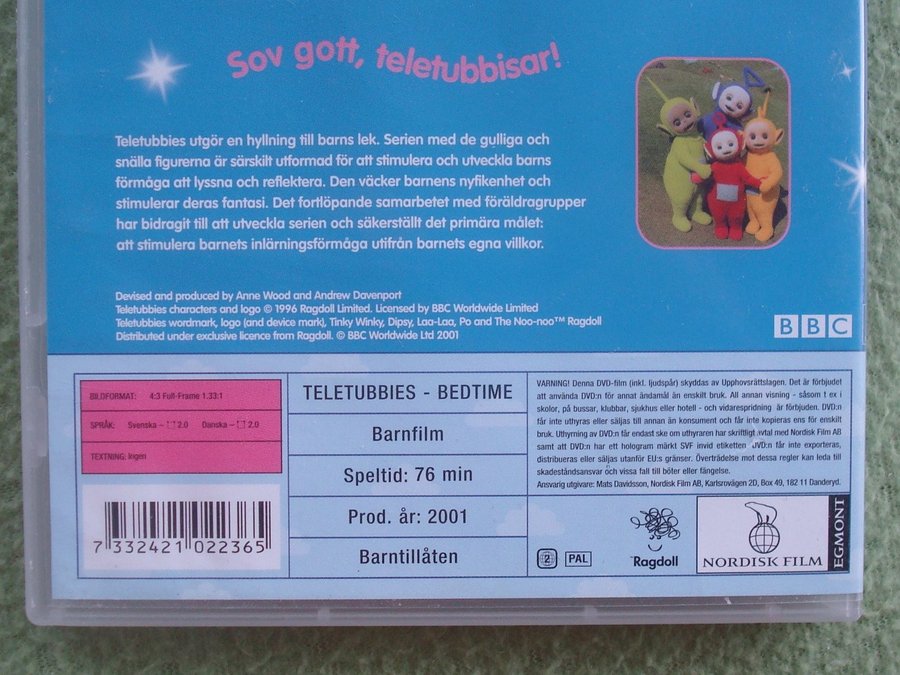 Sov gott, teletubbisar!
Teletubbies utgör en hyllning till barns lek. Serien med de gulliga och
snälla figurerna är särskilt utformad för att stimulera och utveckla barns
förmåga att lyssna och reflektera. Den väcker barnens nyfikenhet och
stimulerar deras fantasi. Det fortlöpande samarbetet med föräldragrupper
har bidragit till att utveckla serien och säkerställt det primära målet:
att stimulera barnets inlärningsförmåga utifrån barnets egna villkor.
Devised and produced by Anne Wood and Andrew Davenport
Teletubbies characters and logo © 1996 Ragdoll Limited. Licensed by BBC Worldwide Limited
Teletubbies wordmark, logo (and device mark), Tinky Winky, Dipsy, Laa-Laa, Po and The Noo-noo™ Ragdoll
Distributed under exclusive licence from Ragdoll. © BBC Worldwide Ltd 2001
BBC
BILDFORMAT: 4:3 Full-Frame 1.33:1
SPRÅK: Svenska – 2.0 Danska – 2.0
TEXTNING: Ingen
7 332421 022365
TELETUBBIES - BEDTIME
Barnfilm
Speltid: 76 min
Prod. år: 2001
Barntillåten
VARNING! Denna DVD-film (inkl. ljudspår) skyddas av Upphovsrättslagen. Det är förbjudet
att använda DVD:n för annat ändamål än enskilt bruk. All annan visning - såsom t ex i
skolor, på bussar, klubbar, sjukhus eller hotell - och vidarespridning är förbjuden. DVD:n
får inte uthyras eller säljas till annan än konsument och får inte kopieras ens för enskilt
bruk. Uthyrning av DVD:n får endast ske om uthyraren har skriftligt avtal med Nordisk Film AB
samt att DVD:n har ett hologram märkt SVF invid etiketten. DVD:n får inte exporteras,
distribueras eller säljas utanför EU:s gränser. Överträdelse mot dessa regler kan leda till
skadeståndsansvar och vissa fall till böter eller fängelse.
Ansvarig utgivare: Mats Davidsson, Nordisk Film AB, Karlsrovägen 2D, Box 49, 182 11 Danderyd.
2 PAL
Ragdoll
NORDISK FILM
EGMONT